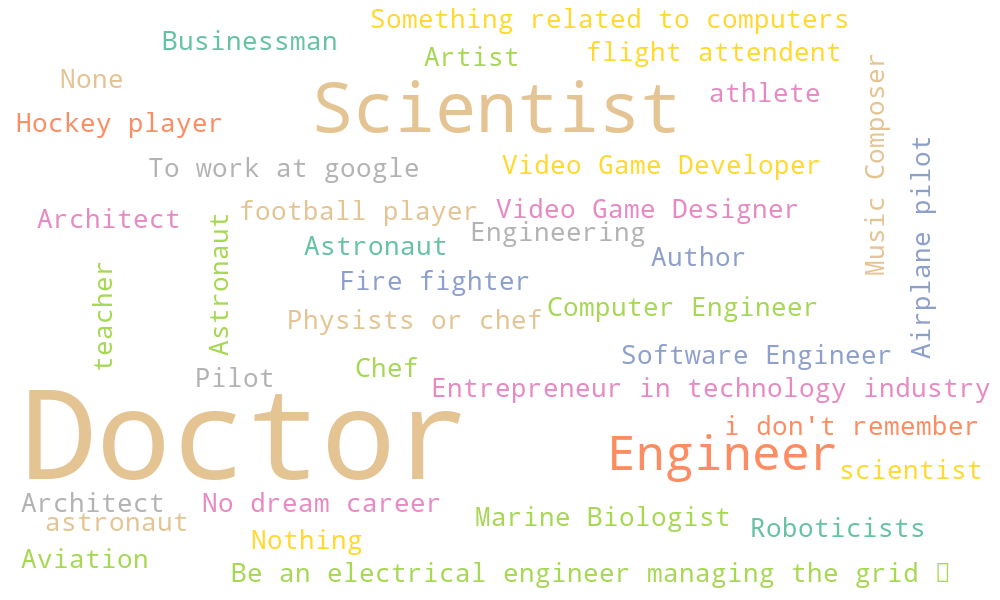 Something related to computers
Businessman
Artist
flight attendent
None
Scientist
athlete
Hockey player
Music Composer
To work at google
Video Game Developer
Airplane pilot
Architect
football player
Video Game Designer
Engineering
Astronaut
Astronaut
Author
teacher
Fire fighter
Computer Engineer
Physists or chef
Software Engineer
Chef
Pilot
Entrepreneur in technology industry
Doctor
i don't remember
Engineer
scientist
Architect
No dream career
astronaut
Marine Biologist
Roboticists
Nothing
Aviation
Be an electrical engineer managing the grid